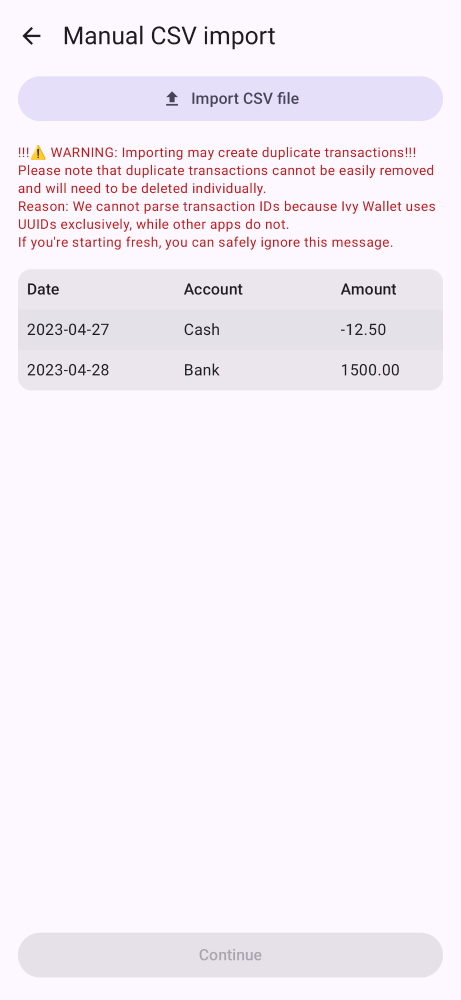 Manual CSV import
Import CSV file
!!!⚠️ WARNING: Importing may create duplicate transactions!!!
Please note that duplicate transactions cannot be easily removed
and will need to be deleted individually.
Reason: We cannot parse transaction IDs because Ivy Wallet uses
UUIDs exclusively, while other apps do not.
If you're starting fresh, you can safely ignore this message.
Date Account Amount
2023-04-27 Cash -12.50
2023-04-28 Bank 1500.00
Continue